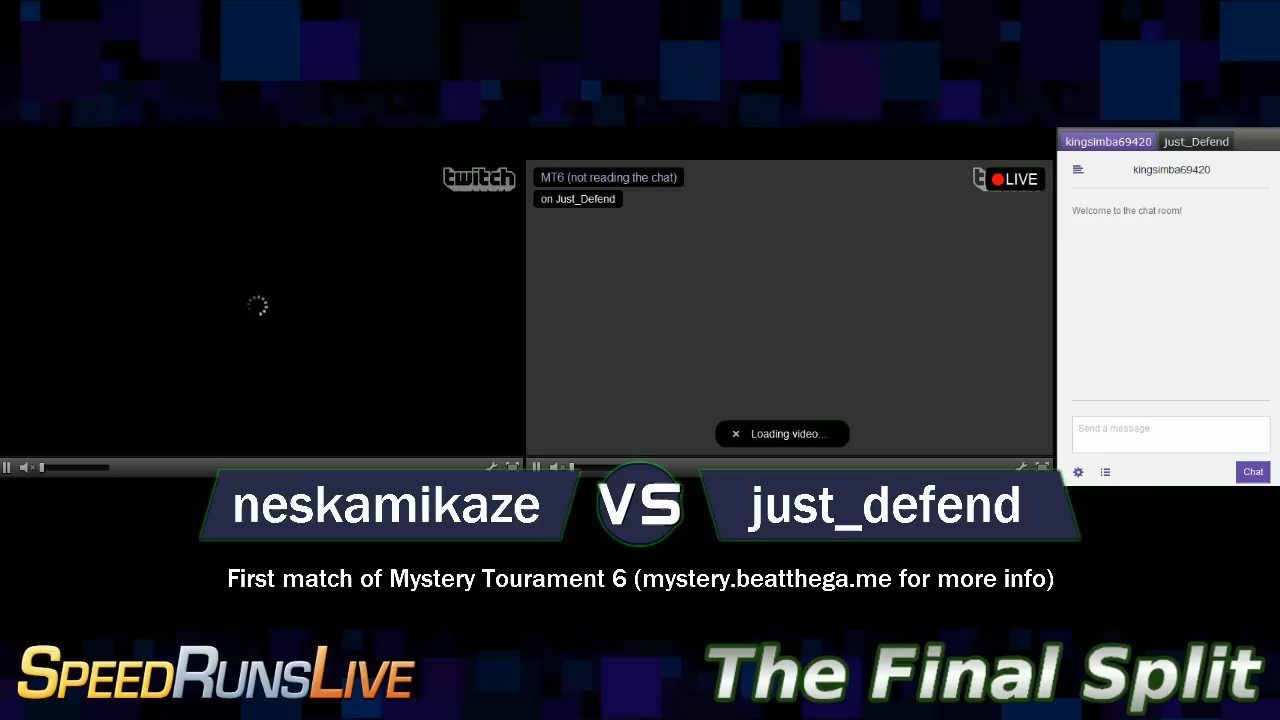 twitch
MT6 (not reading the chat)
on Just_Defend
LIVE
kingsimba69420
just_Defend
kingsimba69420
Welcome to the chat room!
Loading video...
Send a message
Chat
neskamikaze
VS
just_defend
First match of Mystery Tourament 6 (mystery.beatthega.me for more info)
SPEEDRUNSLIVE
The Final Split